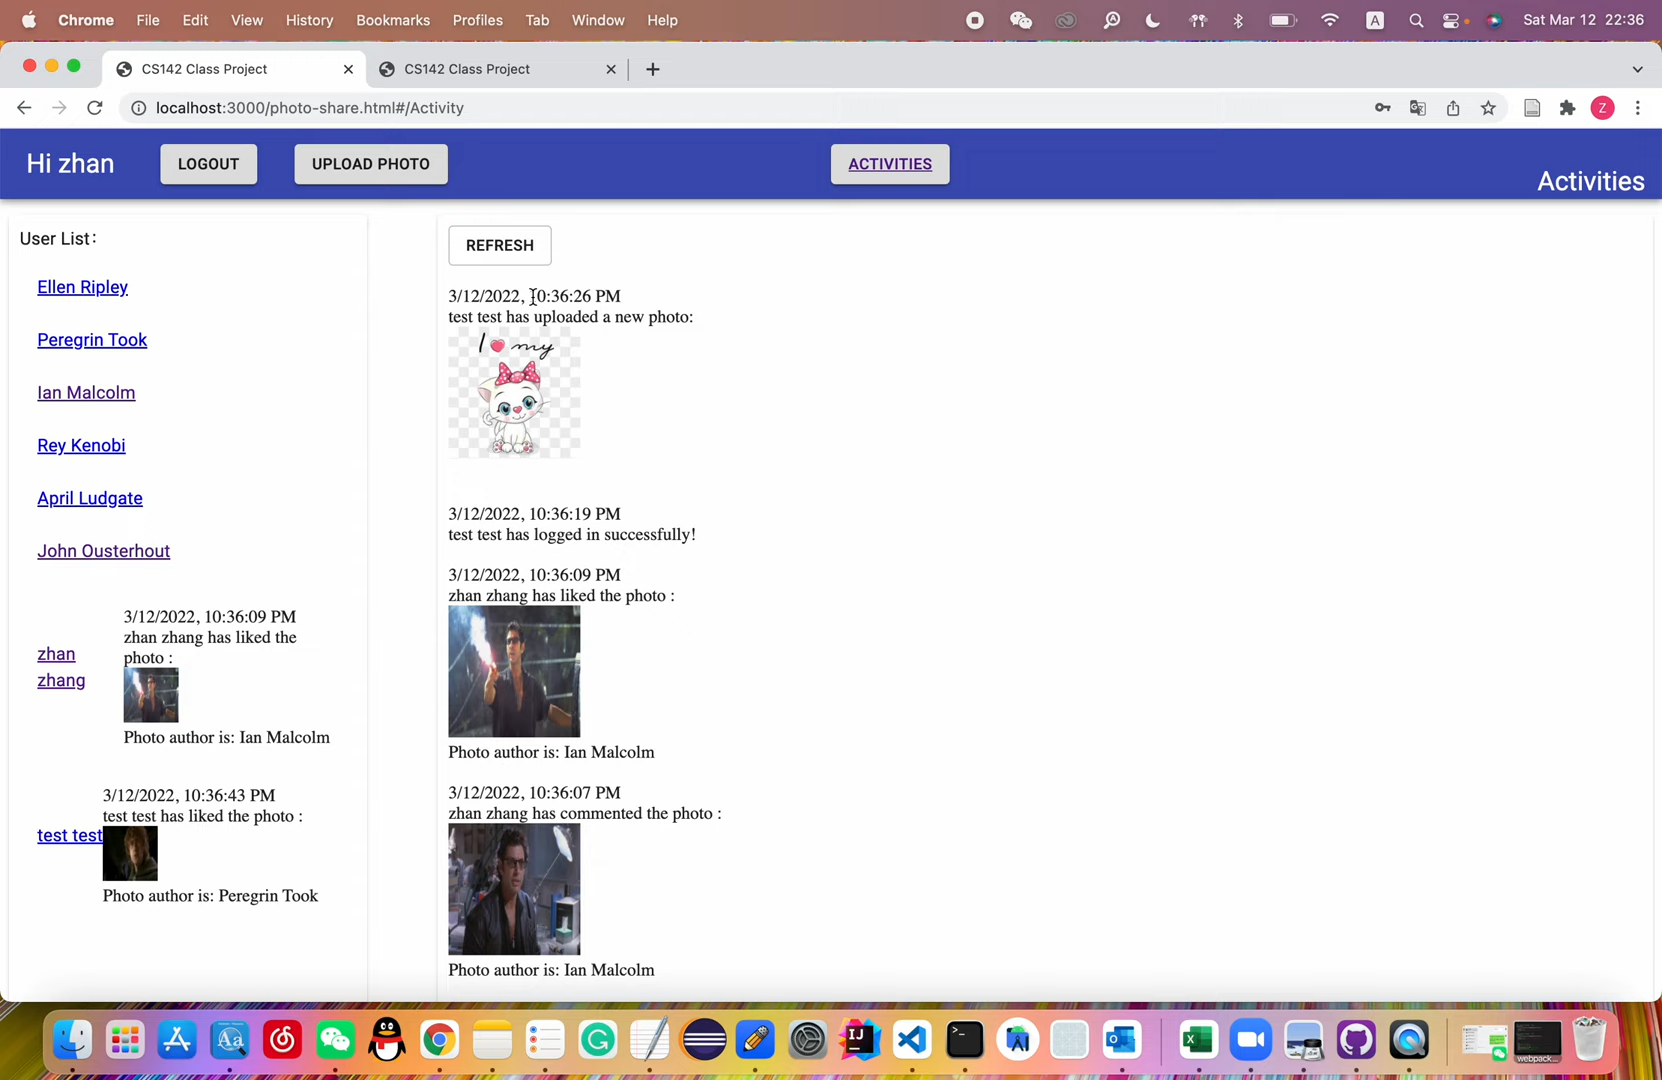 Chrome File Edit View History Bookmarks Profiles Tab Window Help A Sat Mar 12 22:36
CS142 Class Project
CS142 Class Project
localhost:3000/photo-share.html#/Activity
Z
Hi zhan
LOGOUT
UPLOAD PHOTO
ACTIVITIES
Activities
User List:
Ellen Ripley
Peregrin Took
Ian Malcolm
Rey Kenobi
April Ludgate
John Ousterhout
zhan
zhang
3/12/2022, 10:36:09 PM
zhan zhang has liked the
photo :
Photo author is: Ian Malcolm
test test
3/12/2022, 10:36:43 PM
test test has liked the photo :
Photo author is: Peregrin Took
REFRESH
3/12/2022, 10:36:26 PM
test test has uploaded a new photo:
I my
3/12/2022, 10:36:19 PM
test test has logged in successfully!
3/12/2022, 10:36:09 PM
zhan zhang has liked the photo :
Photo author is: Ian Malcolm
3/12/2022, 10:36:07 PM
zhan zhang has commented the photo :
Photo author is: Ian Malcolm
Aa
IJ
>_
webpack...